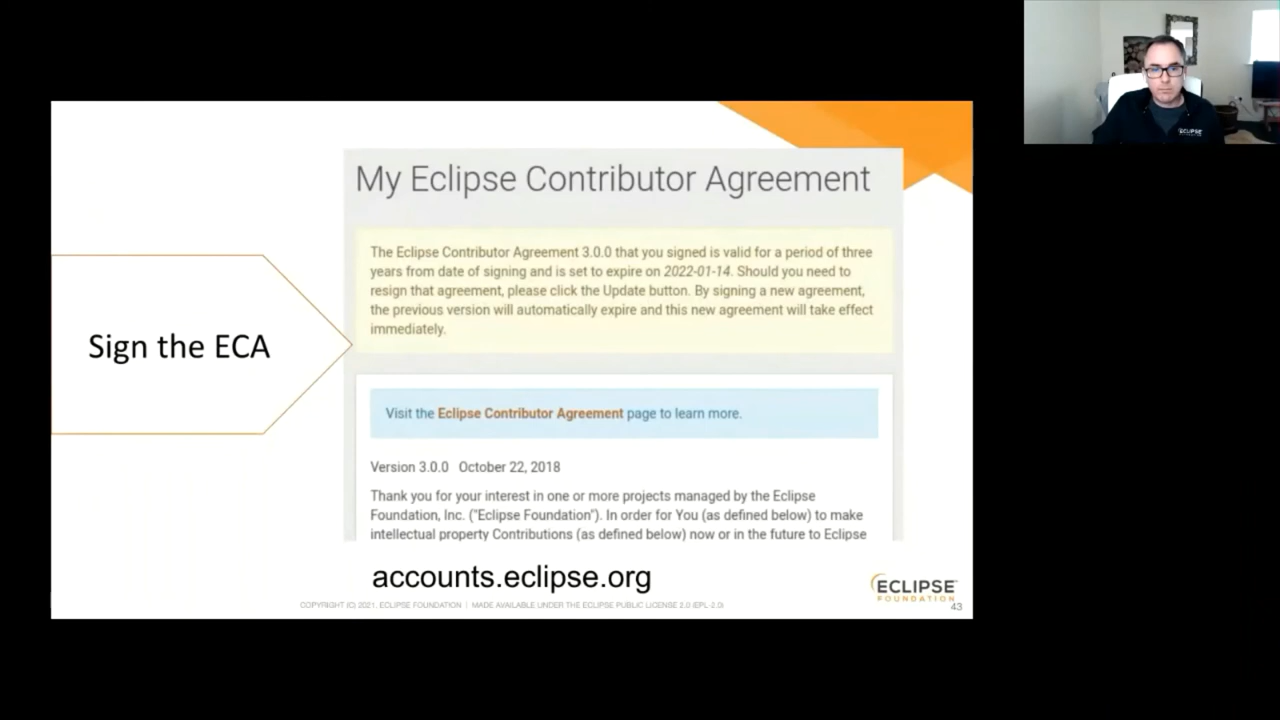 My Eclipse Contributor Agreement
The Eclipse Contributor Agreement 3.0.0 that you signed is valid for a period of three
years from date of signing and is set to expire on 2022-01-14. Should you need to
resign that agreement, please click the Update button. By signing a new agreement,
the previous version will automatically expire and this new agreement will take effect
immediately.
Sign the ECA
Visit the Eclipse Contributor Agreement page to learn more.
Version 3.0.0 October 22, 2018
Thank you for your interest in one or more projects managed by the Eclipse
Foundation, Inc. ("Eclipse Foundation"). In order for You (as defined below) to make
intellectual property Contributions (as defined below) now or in the future to Eclipse
accounts.eclipse.org
ECLIPSE
FOUNDATION
COPYRIGHT (C) 2021, ECLIPSE FOUNDATION | MADE AVAILABLE UNDER THE ECLIPSE PUBLIC LICENSE 2.0 (EPL-2.0)
43
ECLIPSE